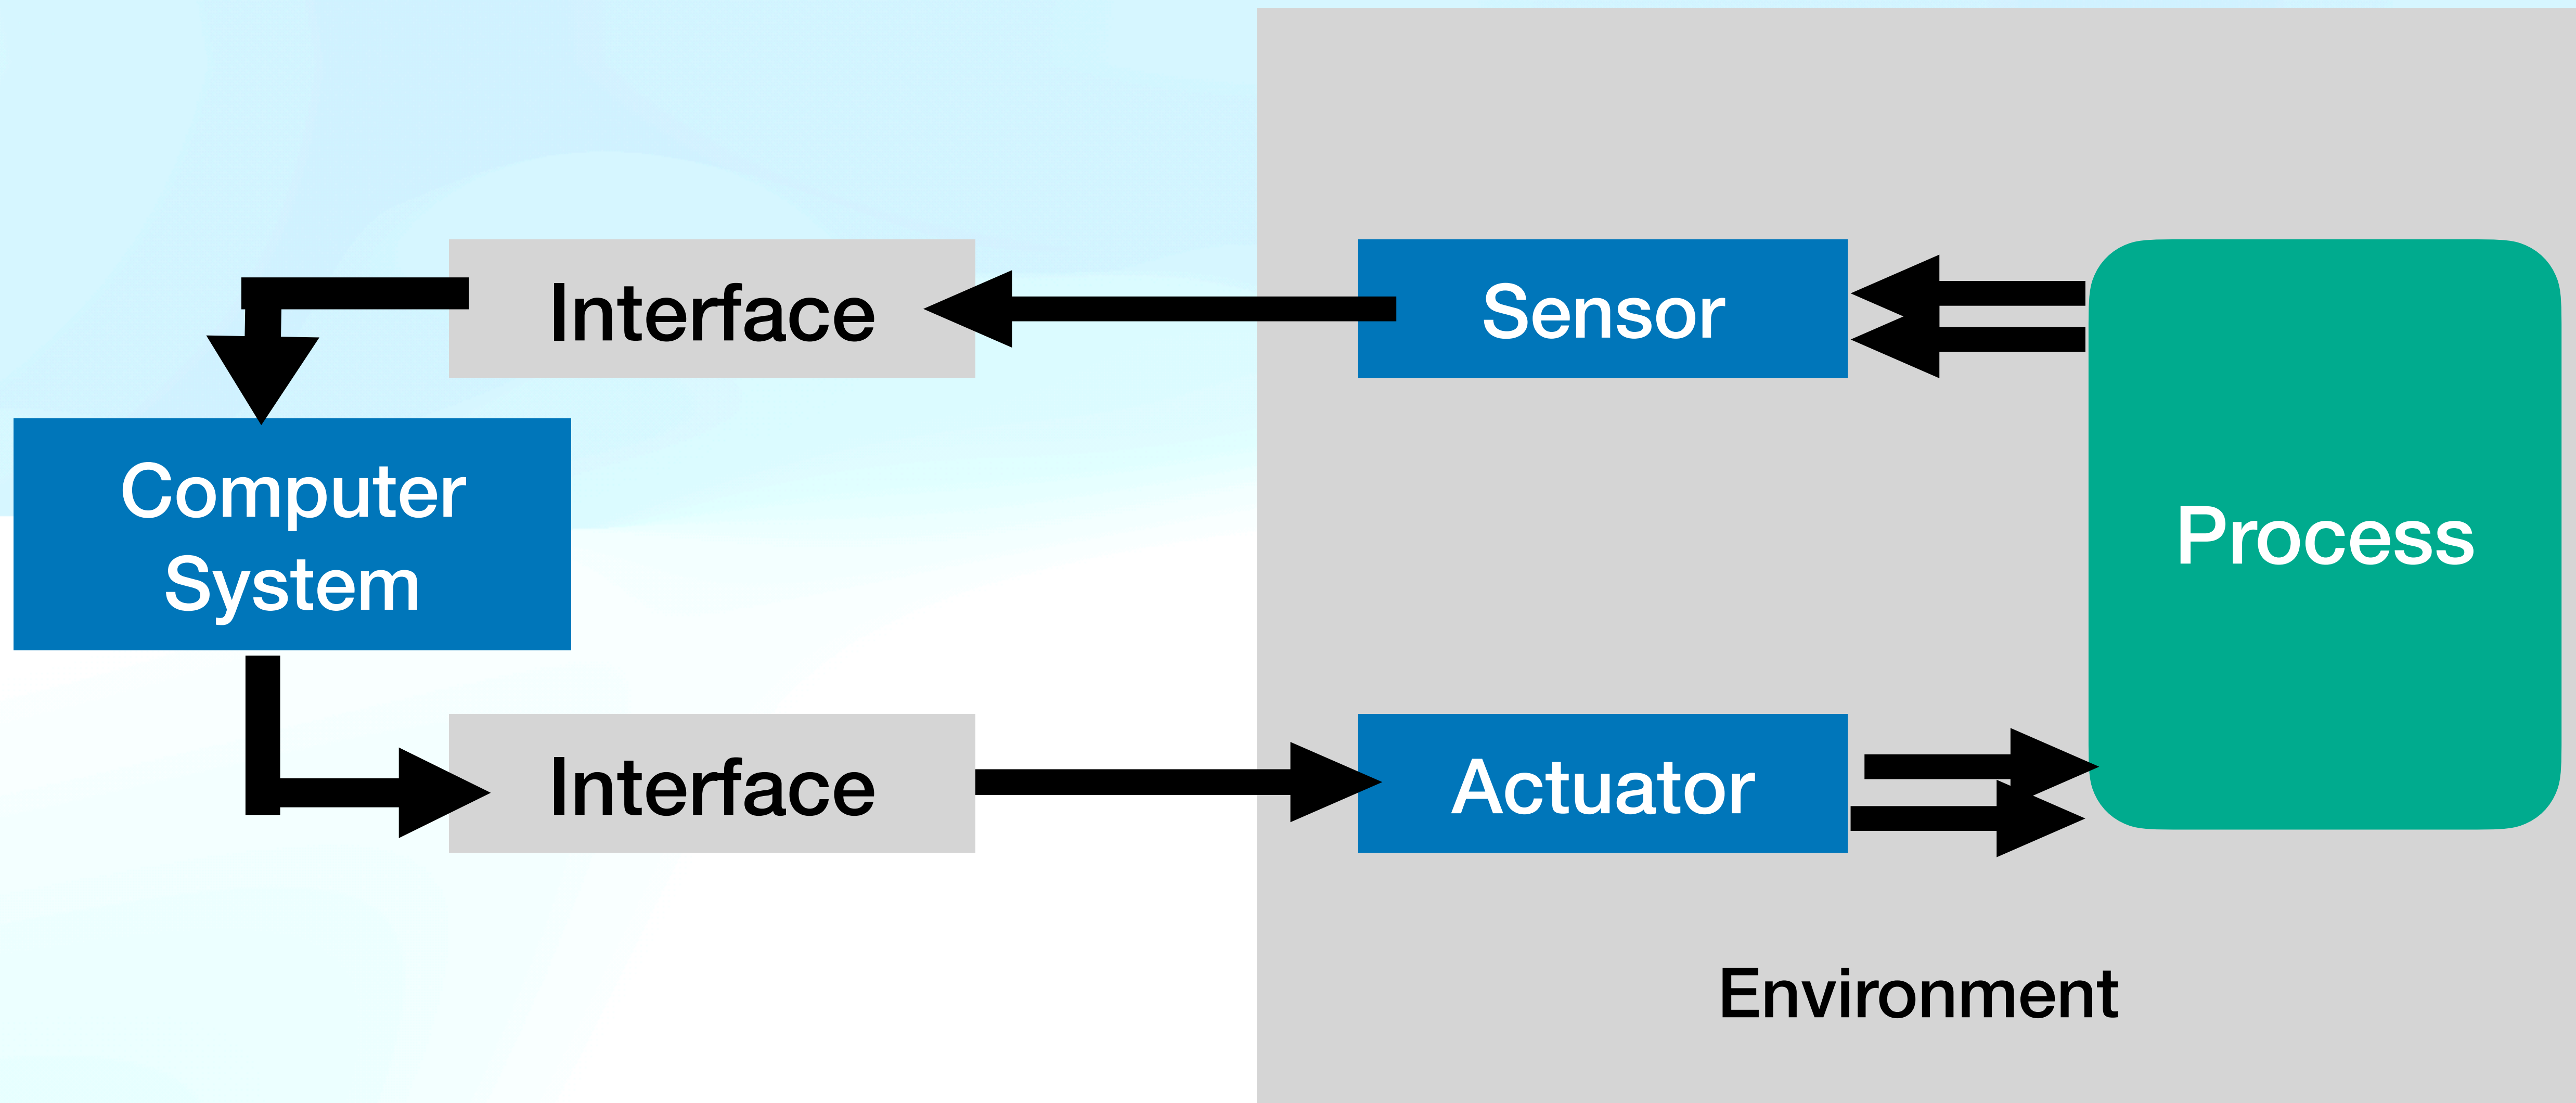 Interface
Sensor
Computer
System
Process
Interface
Actuator
Environment